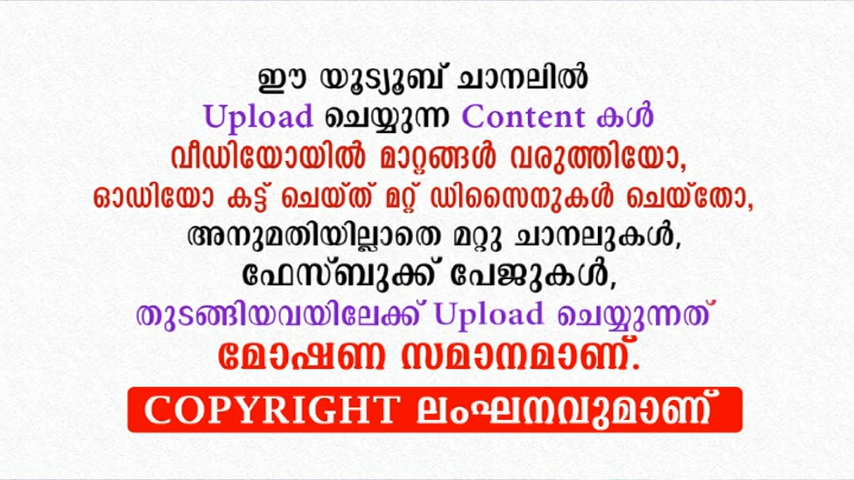 ഈ യൂട്യൂബ് ചാനലിൽ
Upload ചെയ്യുന്ന Content കൾ
വീഡിയോയിൽ മാറ്റങ്ങൾ വരുത്തിയോ,
ഓഡിയോ കട്ട് ചെയ്ത് മറ്റ് ഡിസൈനുകൾ ചെയ്തോ,
അനുമതിയില്ലാതെ മറ്റു ചാനലുകൾ,
ഫേസ്ബുക്ക് പേജുകൾ,
തുടങ്ങിയവയിലേക്ക് Upload ചെയ്യുന്നത്
മോഷണ സമാനമാണ്.
COPYRIGHT ലംഘനവുമാണ്